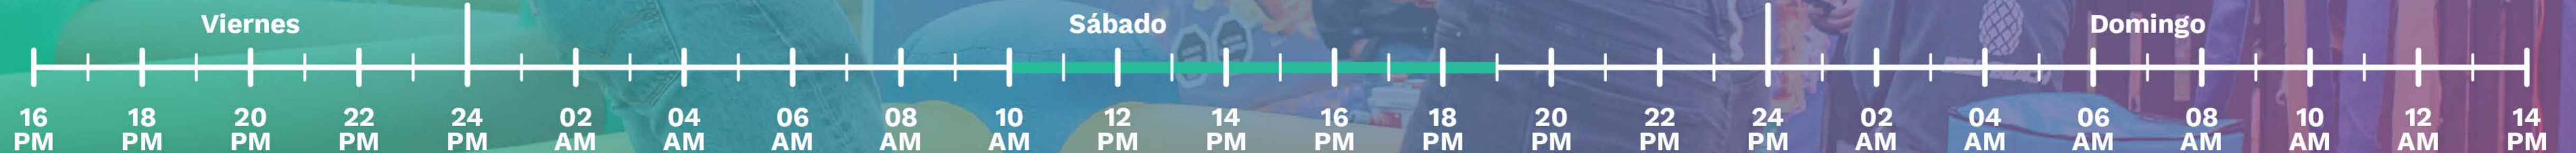 Viernes Sábado Domingo
16 18 20 22 24 02 04 06 08 10 12 14 16 18 20 22 24 02 04 06 08 10 12 14
PM PM PM PM PM AM AM AM AM AM PM PM PM PM PM PM PM AM AM AM AM AM AM PM